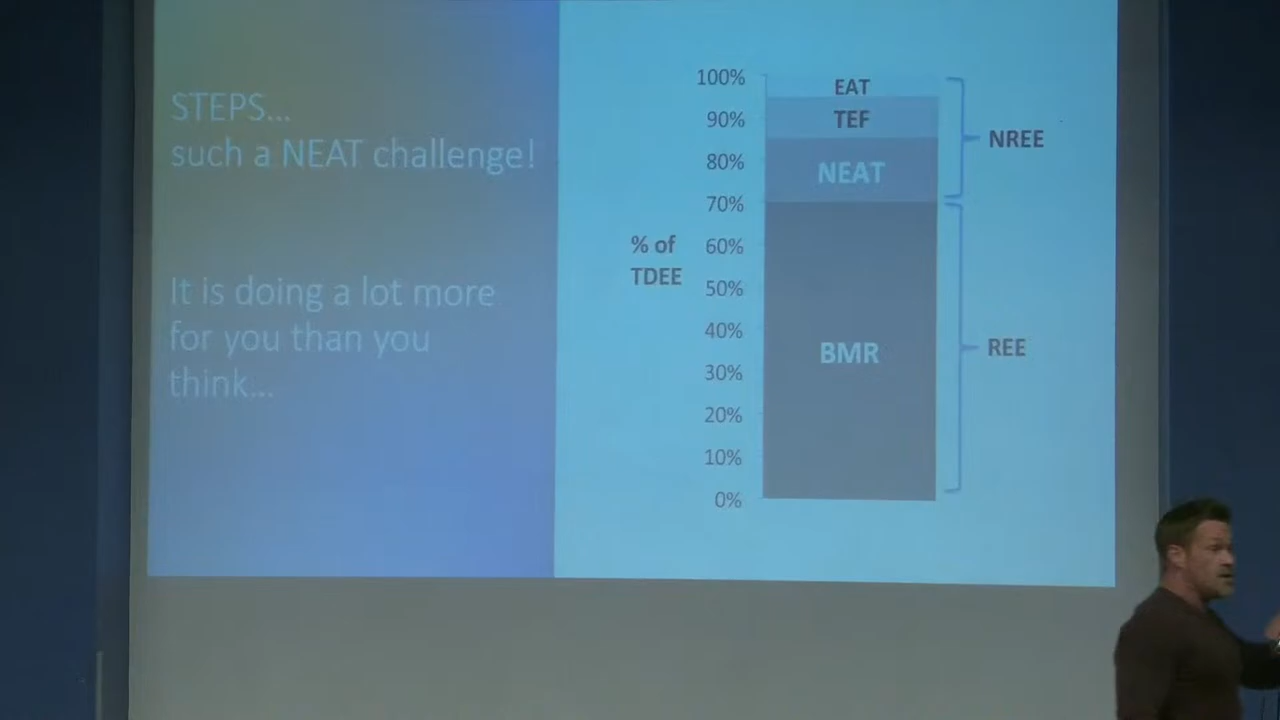 STEPS...
such a NEAT challenge!
It is doing a lot more
for you than you
think...
% of
TDEE
100%
90%
80%
70%
60%
50%
40%
30%
20%
10%
0%
EAT
TEF
NEAT
BMR
NREE
REE